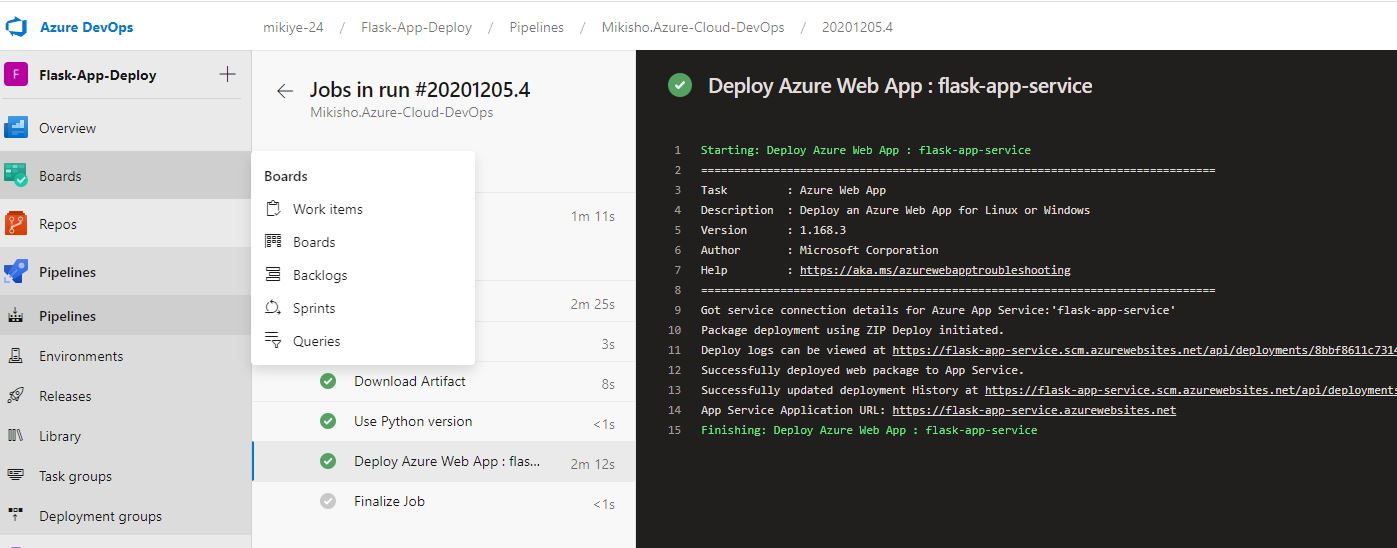 Azure DevOps
mikiye-24 / Flask-App-Deploy / Pipelines / Mikisho.Azure-Cloud-DevOps / 20201205.4
F Flask-App-Deploy
Overview
Boards
Repos
Pipelines
Pipelines
Environments
Releases
Library
Task groups
Deployment groups
Jobs in run #20201205.4
Mikisho.Azure-Cloud-DevOps
Boards
Work items
Boards
Backlogs
Sprints
Queries
1m 11s
2m 25s
3s
Download Artifact 8s
Use Python version <1s
Deploy Azure Web App : flas... 2m 12s
Finalize Job <1s
Deploy Azure Web App : flask-app-service
1 Starting: Deploy Azure Web App : flask-app-service
2 ==============================================================================
3 Task : Azure Web App
4 Description : Deploy an Azure Web App for Linux or Windows
5 Version : 1.168.3
6 Author : Microsoft Corporation
7 Help : https://aka.ms/azurewebapptroubleshooting
8 ==============================================================================
9 Got service connection details for Azure App Service:'flask-app-service'
10 Package deployment using ZIP Deploy initiated.
11 Deploy logs can be viewed at https://flask-app-service.scm.azurewebsites.net/api/deployments/8bbf8611c7314
12 Successfully deployed web package to App Service.
13 Successfully updated deployment History at https://flask-app-service.scm.azurewebsites.net/api/deployments
14 App Service Application URL: https://flask-app-service.azurewebsites.net
15 Finishing: Deploy Azure Web App : flask-app-service